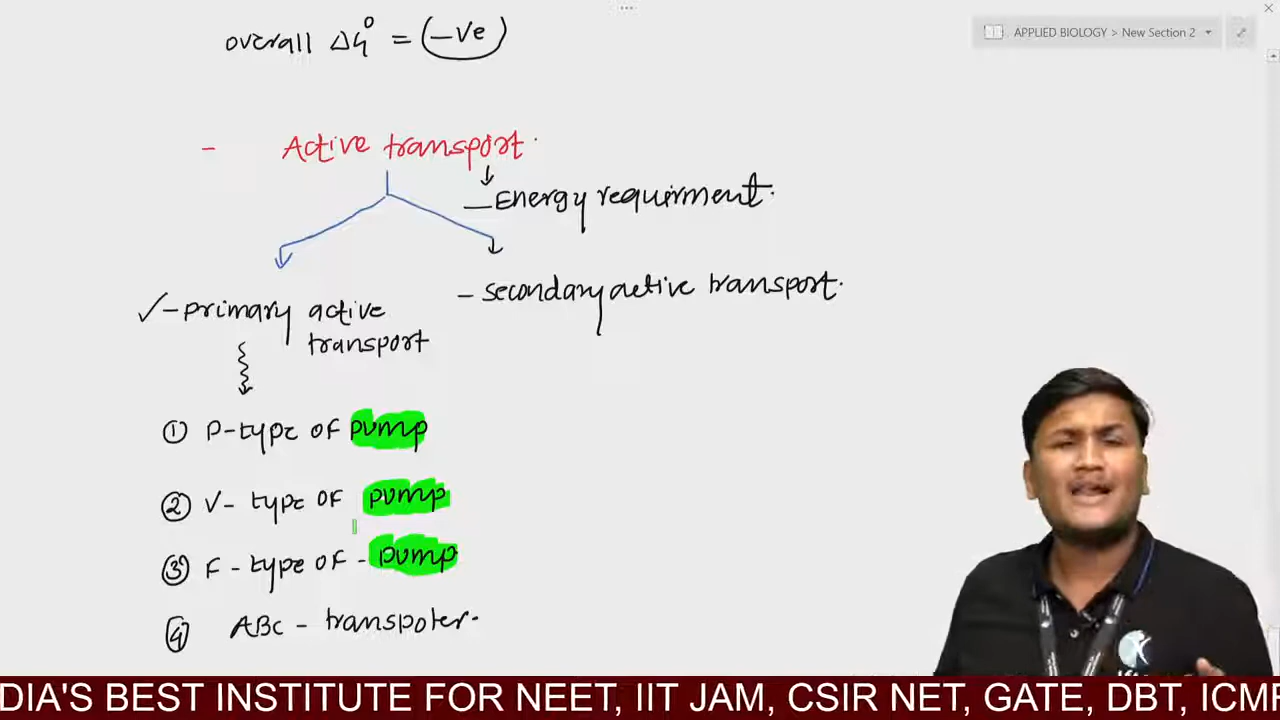 overall ΔG° = (-ve)
APPLIED BIOLOGY > New Section 2
- Active transport.
- Energy requirment.
✓ - primary active transport
- secondary active transport.
① P-type of pump
② V- type of pump
③ F - type of - pump
④ ABC - transpoter.
DIA'S BEST INSTITUTE FOR NEET, IIT JAM, CSIR NET, GATE, DBT, ICMR